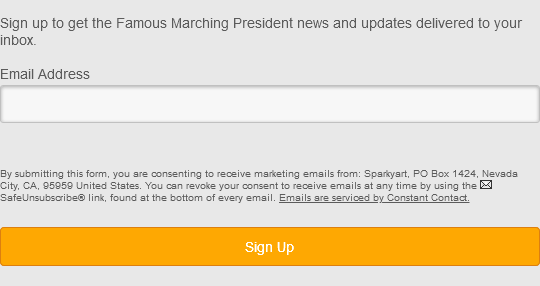 Sign up to get the Famous Marching President news and updates delivered to your
inbox.
Email Address
By submitting this form, you are consenting to receive marketing emails from: Sparkyart, PO Box 1424, Nevada
City, CA, 95959 United States. You can revoke your consent to receive emails at any time by using the
SafeUnsubscribe® link, found at the bottom of every email. Emails are serviced by Constant Contact.
Sign Up